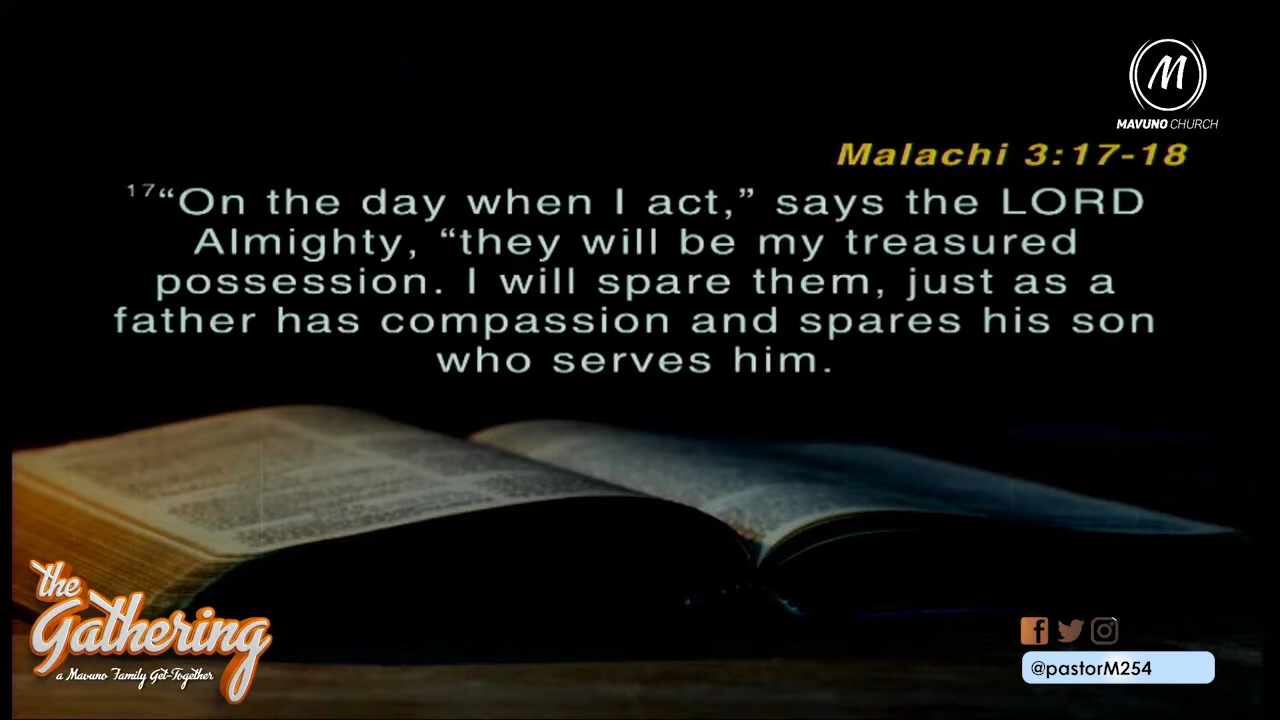 M
MAVUNO CHURCH
Malachi 3:17-18
17“On the day when I act,” says the LORD
Almighty, “they will be my treasured
possession. I will spare them, just as a
father has compassion and spares his son
who serves him.
the
Gathering
a Mavuno Family Get-Together
@pastorM254